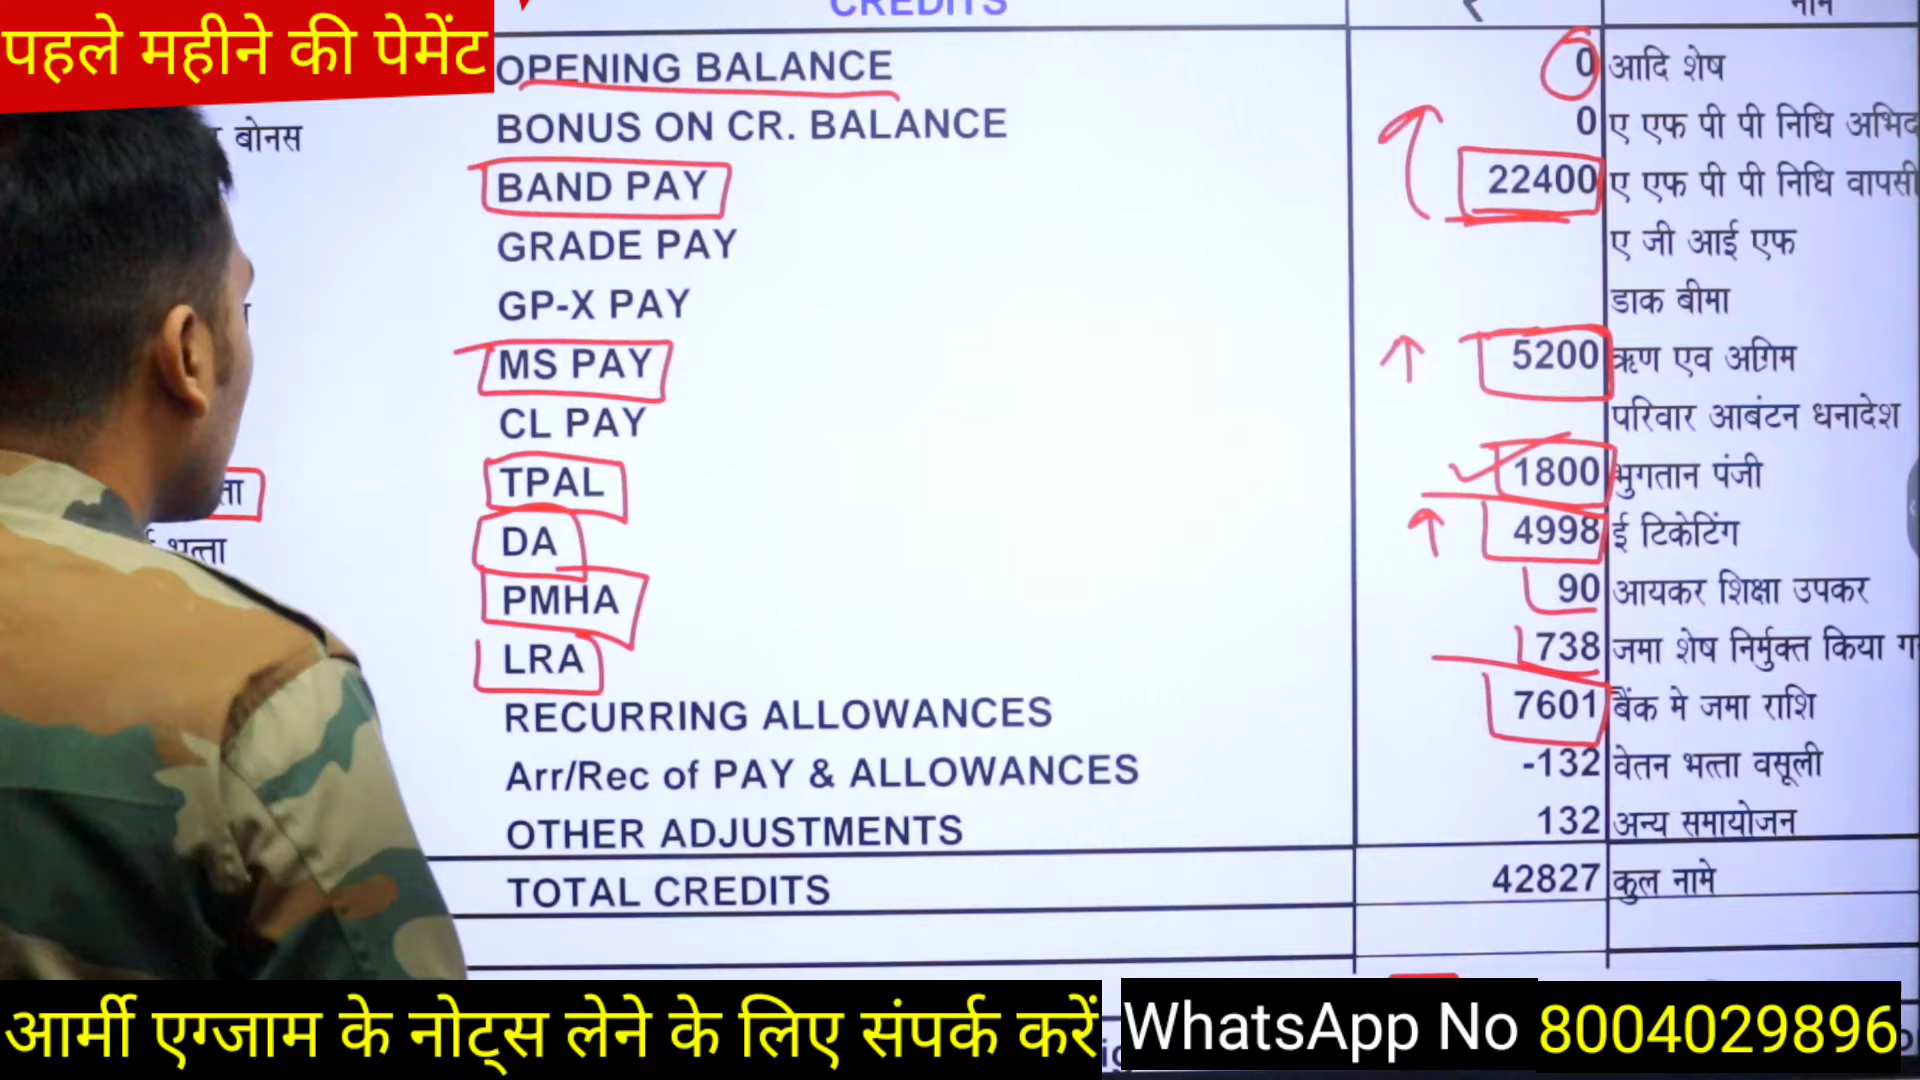 पहले महीने की पेमेंट
CREDITS
OPENING BALANCE 0 आदि शेष
बोनस BONUS ON CR. BALANCE 0 ए एफ पी पी निधि
BAND PAY 22400 ए एफ पी पी निधि वापसी
GRADE PAY ए जी आई एफ
GP-X PAY डाक बीमा
MS PAY 5200 ऋण एव अग्रिम
CL PAY परिवार आबंटन धनादेश
TPAL 1800 भुगतान पंजी
DA 4998 ई टिकेटिंग
भत्ता
PMHA 90 आयकर शिक्षा उपकर
LRA 738 जमा शेष निर्मुक्त किया
RECURRING ALLOWANCES 7601 बैंक मे जमा राशि
Arr/Rec of PAY & ALLOWANCES -132 वेतन भत्ता वसूली
OTHER ADJUSTMENTS 132 अन्य समायोजन
TOTAL CREDITS 42827 कुल नामे
आर्मी एग्जाम के नोट्स लेने के लिए संपर्क करें WhatsApp No 8004029896